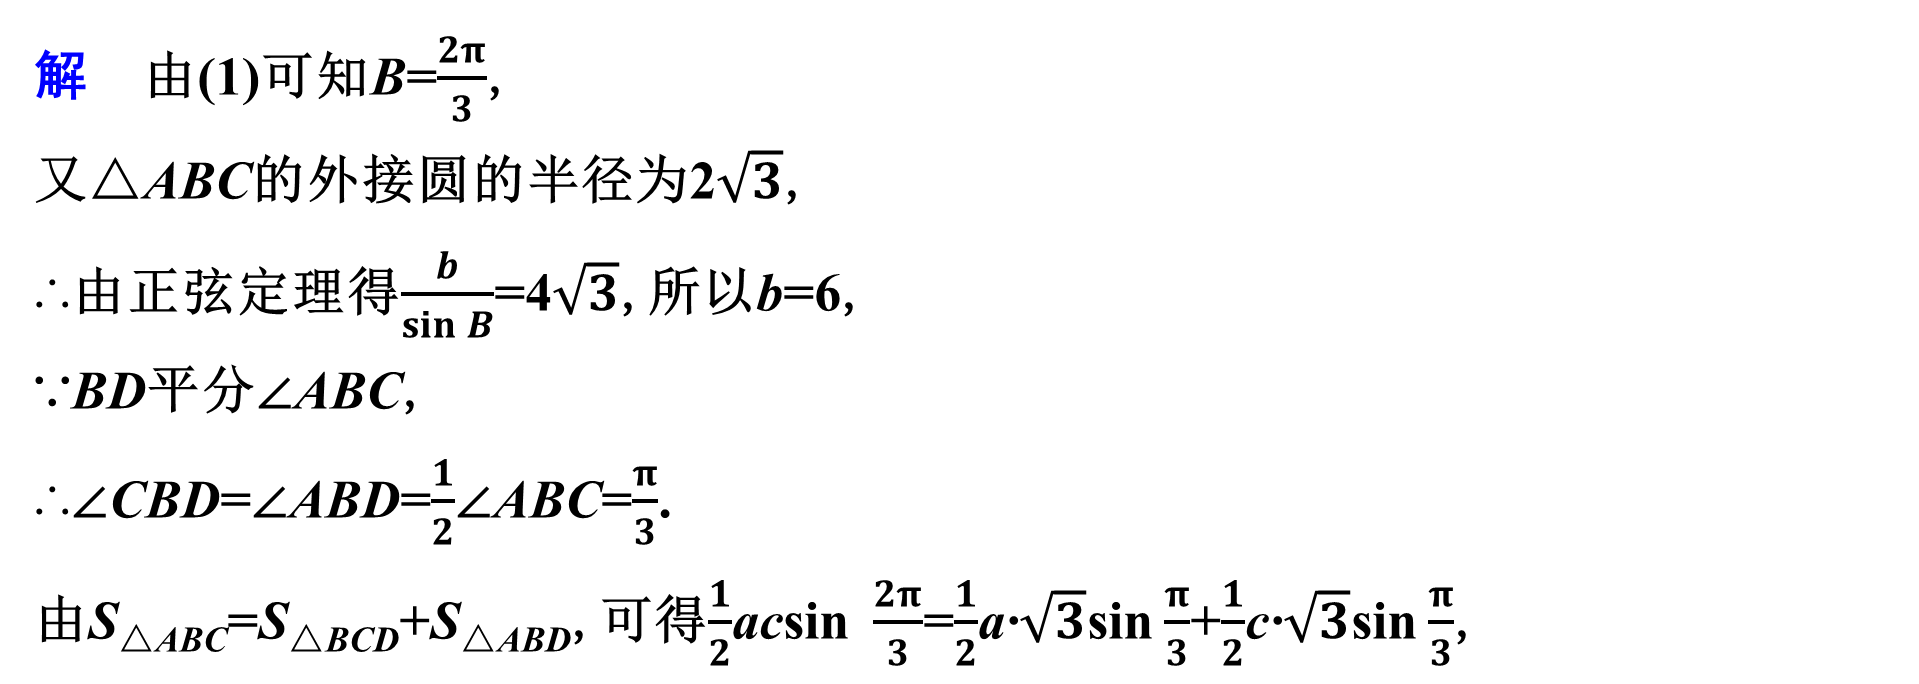 解　由(1)可知B=2π/3,
又△ABC的外接圆的半径为2√3,
∴由正弦定理得b/sin B=4√3,所以b=6,
∵BD平分∠ABC,
∴∠CBD=∠ABD=1/2∠ABC=π/3.
由S△ABC=S△BCD+S△ABD,可得1/2acsin 2π/3=1/2a·√3sin π/3+1/2c·√3sin π/3,